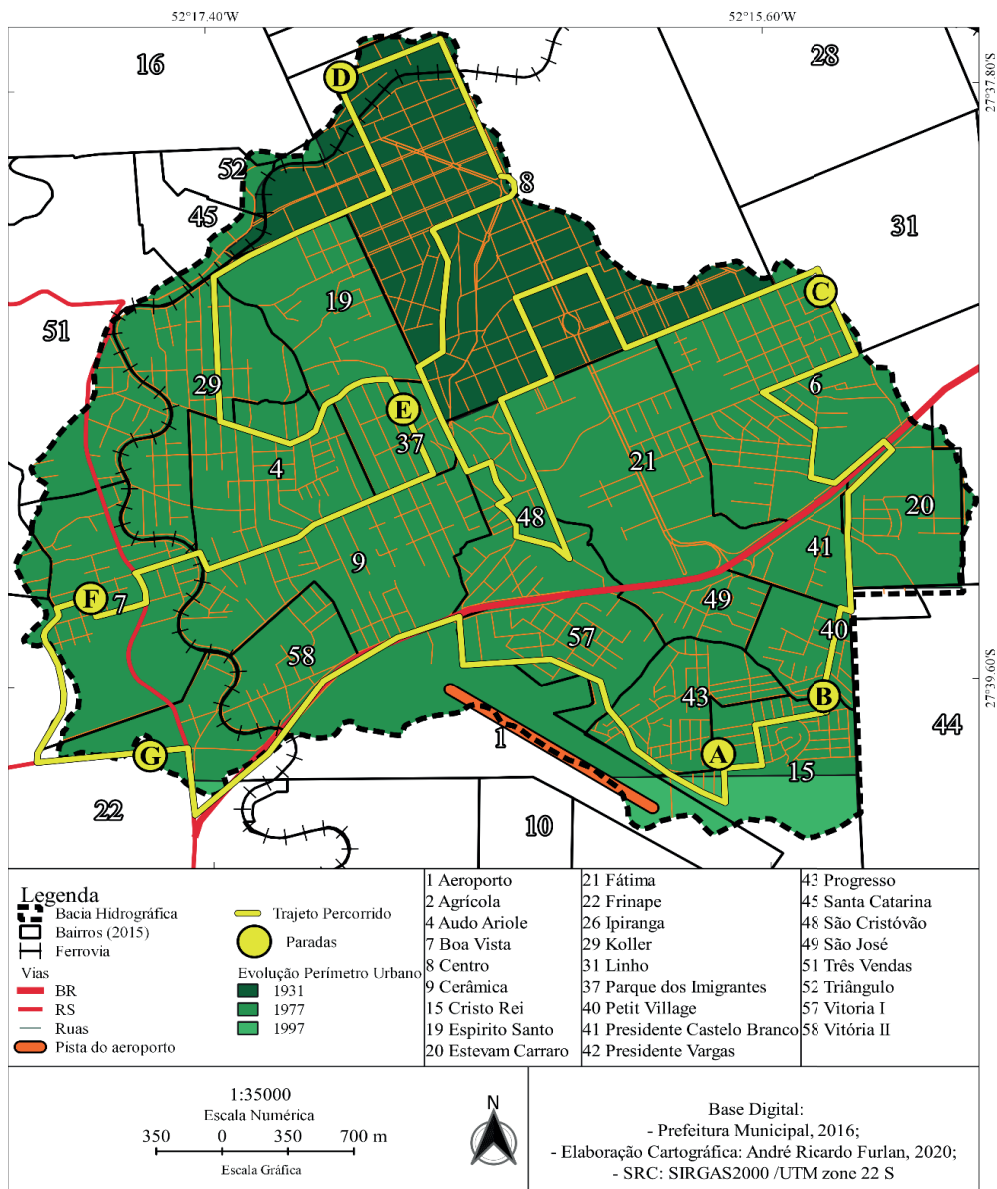 52°17.40'W
52°15.60'W
16
28
D
27°37.80'S
52
8
45
31
19
C
51
29
6
E
37
4
21
48
20
9
41
F
7
49
57
40
58
43
B
27°39.60'S
44
1
A
G
15
22
10
Legenda
Bacia Hidrográfica
Bairros (2015)
Ferrovia
Vias
BR
RS
Ruas
Pista do aeroporto
Trajeto Percorrido
Paradas
Evolução Perímetro Urbano
1931
1977
1997
1 Aeroporto
2 Agrícola
4 Audo Ariole
7 Boa Vista
8 Centro
9 Cerâmica
15 Cristo Rei
19 Espirito Santo
20 Estevam Carraro
21 Fátima
22 Frinape
26 Ipiranga
29 Koller
31 Linho
37 Parque dos Imigrantes
40 Petit Village
41 Presidente Castelo Branco
42 Presidente Vargas
43 Progresso
45 Santa Catarina
48 São Cristóvão
49 São José
51 Três Vendas
52 Triângulo
57 Vitoria I
58 Vitória II
1:35000
Escala Numérica
350 0 350 700 m
Escala Gráfica
N
Base Digital:
- Prefeitura Municipal, 2016;
- Elaboração Cartográfica: André Ricardo Furlan, 2020;
- SRC: SIRGAS2000 /UTM zone 22 S